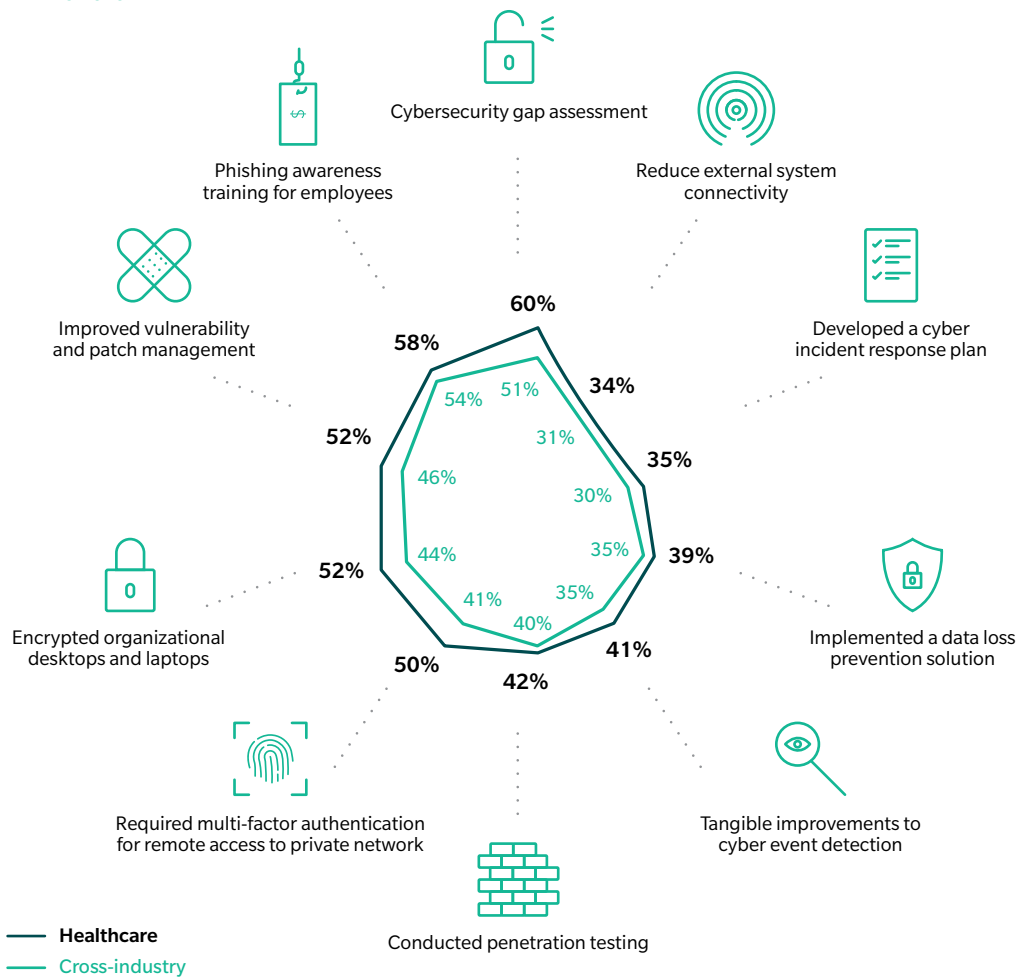 Cybersecurity gap assessment
Phishing awareness
training for employees
Reduce external system
connectivity
Improved vulnerability
and patch management
Developed a cyber
incident response plan
60%
58%
34%
54%
51%
31%
52%
35%
46%
30%
44%
35%
39%
52%
41%
35%
40%
41%
50%
42%
Encrypted organizational
desktops and laptops
Implemented a data loss
prevention solution
Required multi-factor authentication
for remote access to private network
Tangible improvements to
cyber event detection
Conducted penetration testing
Healthcare
Cross-industry
$